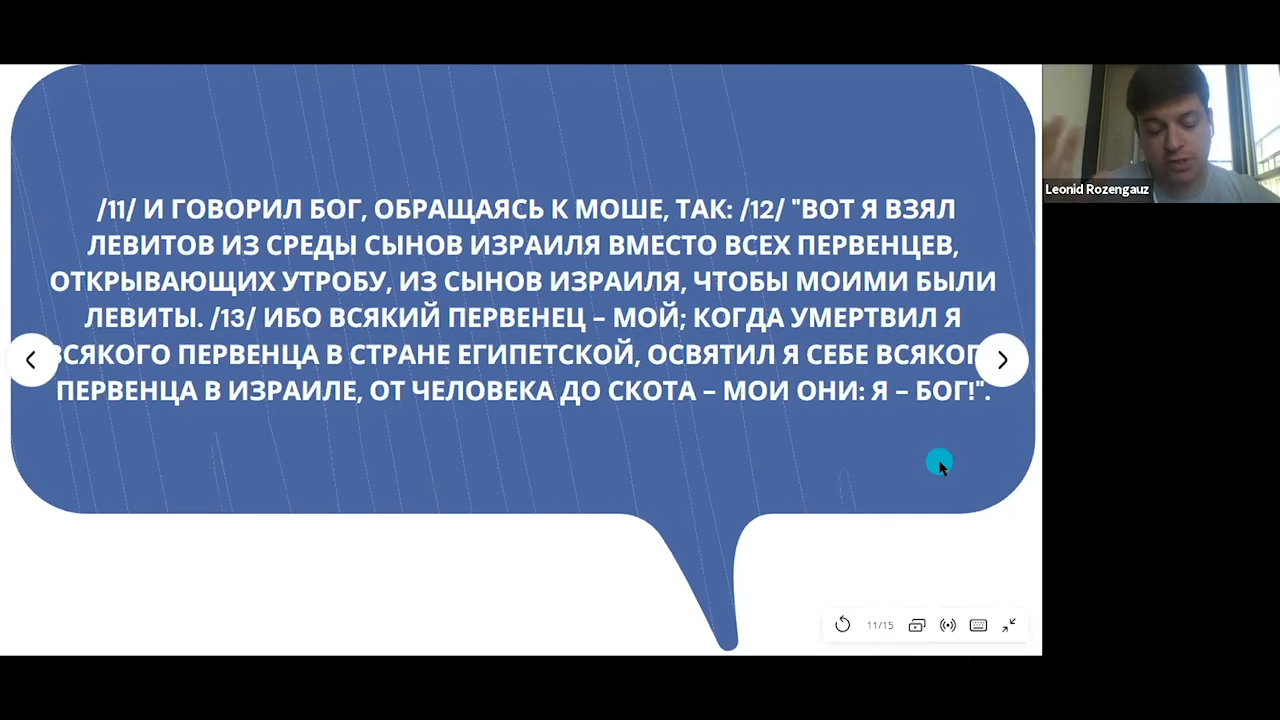 /11/ И ГОВОРИЛ БОГ, ОБРАЩАЯСЬ К МОШЕ, ТАК: /12/ "ВОТ Я ВЗЯЛ
ЛЕВИТОВ ИЗ СРЕДЫ СЫНОВ ИЗРАИЛЯ ВМЕСТО ВСЕХ ПЕРВЕНЦЕВ,
ОТКРЫВАЮЩИХ УТРОБУ, ИЗ СЫНОВ ИЗРАИЛЯ, ЧТОБЫ МОИМИ БЫЛИ
ЛЕВИТЫ. /13/ ИБО ВСЯКИЙ ПЕРВЕНЕЦ – МОЙ; КОГДА УМЕРТВИЛ Я
ВСЯКОГО ПЕРВЕНЦА В СТРАНЕ ЕГИПЕТСКОЙ, ОСВЯТИЛ Я СЕБЕ ВСЯКОГО
ПЕРВЕНЦА В ИЗРАИЛЕ, ОТ ЧЕЛОВЕКА ДО СКОТА – МОИ ОНИ: Я – БОГ!".
Leonid Rozengauz
11/15